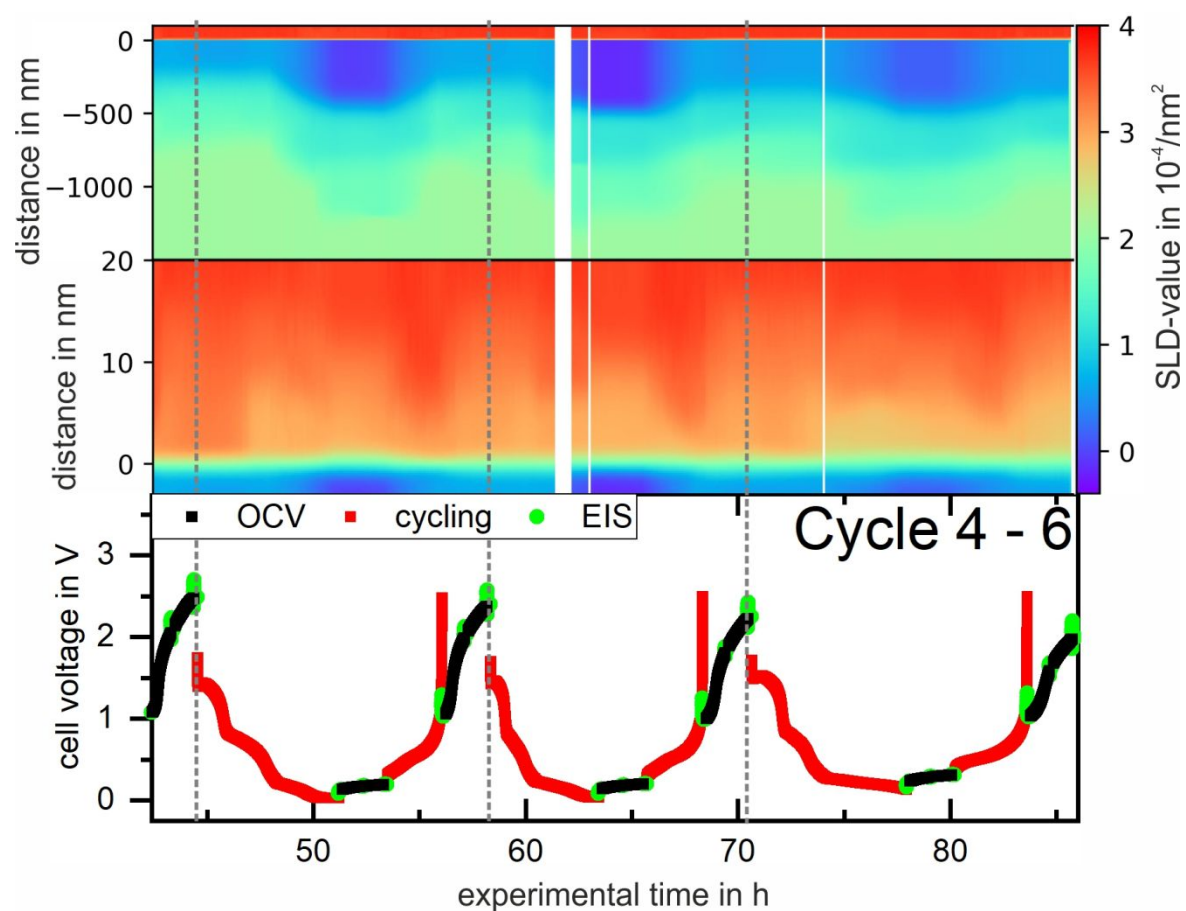 distance in nm
0
−500
−1000
distance in nm
20
10
0
SLD-value in 10⁻⁴/nm²
4
3
2
1
0
OCV cycling EIS
Cycle 4 - 6
cell voltage in V
3
2
1
0
50 60 70 80
experimental time in h